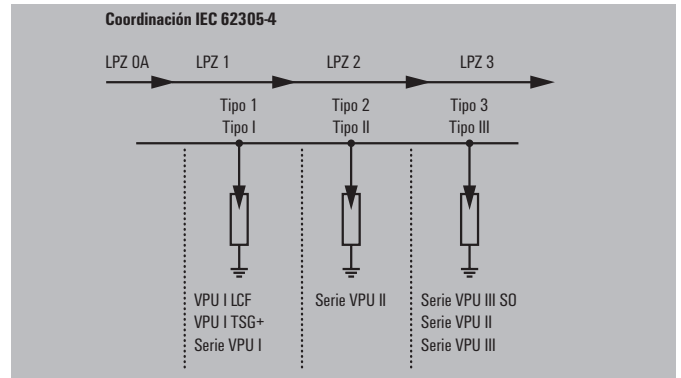 Coordinación IEC 62305-4
LPZ 0A LPZ 1 LPZ 2 LPZ 3
Tipo 1 Tipo 2 Tipo 3
Tipo I Tipo II Tipo III
VPU I LCF Serie VPU II Serie VPU III SO
VPU I TSG+ Serie VPU II
Serie VPU I Serie VPU III